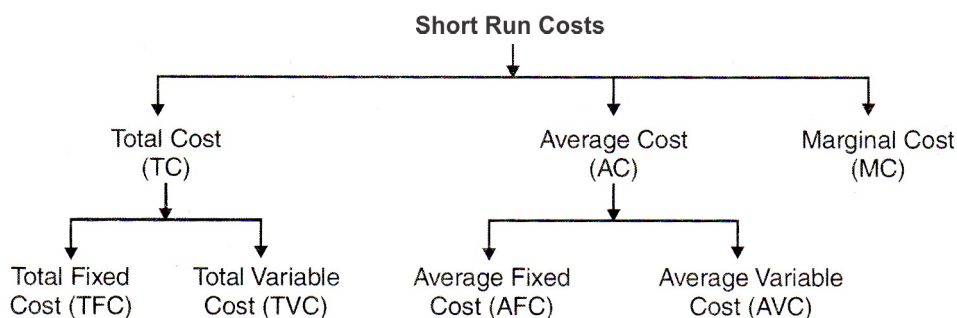 Short Run Costs
Total Cost
(TC)
Average Cost
(AC)
Marginal Cost
(MC)
Total Fixed
Cost (TFC)
Total Variable
Cost (TVC)
Average Fixed
Cost (AFC)
Average Variable
Cost (AVC)